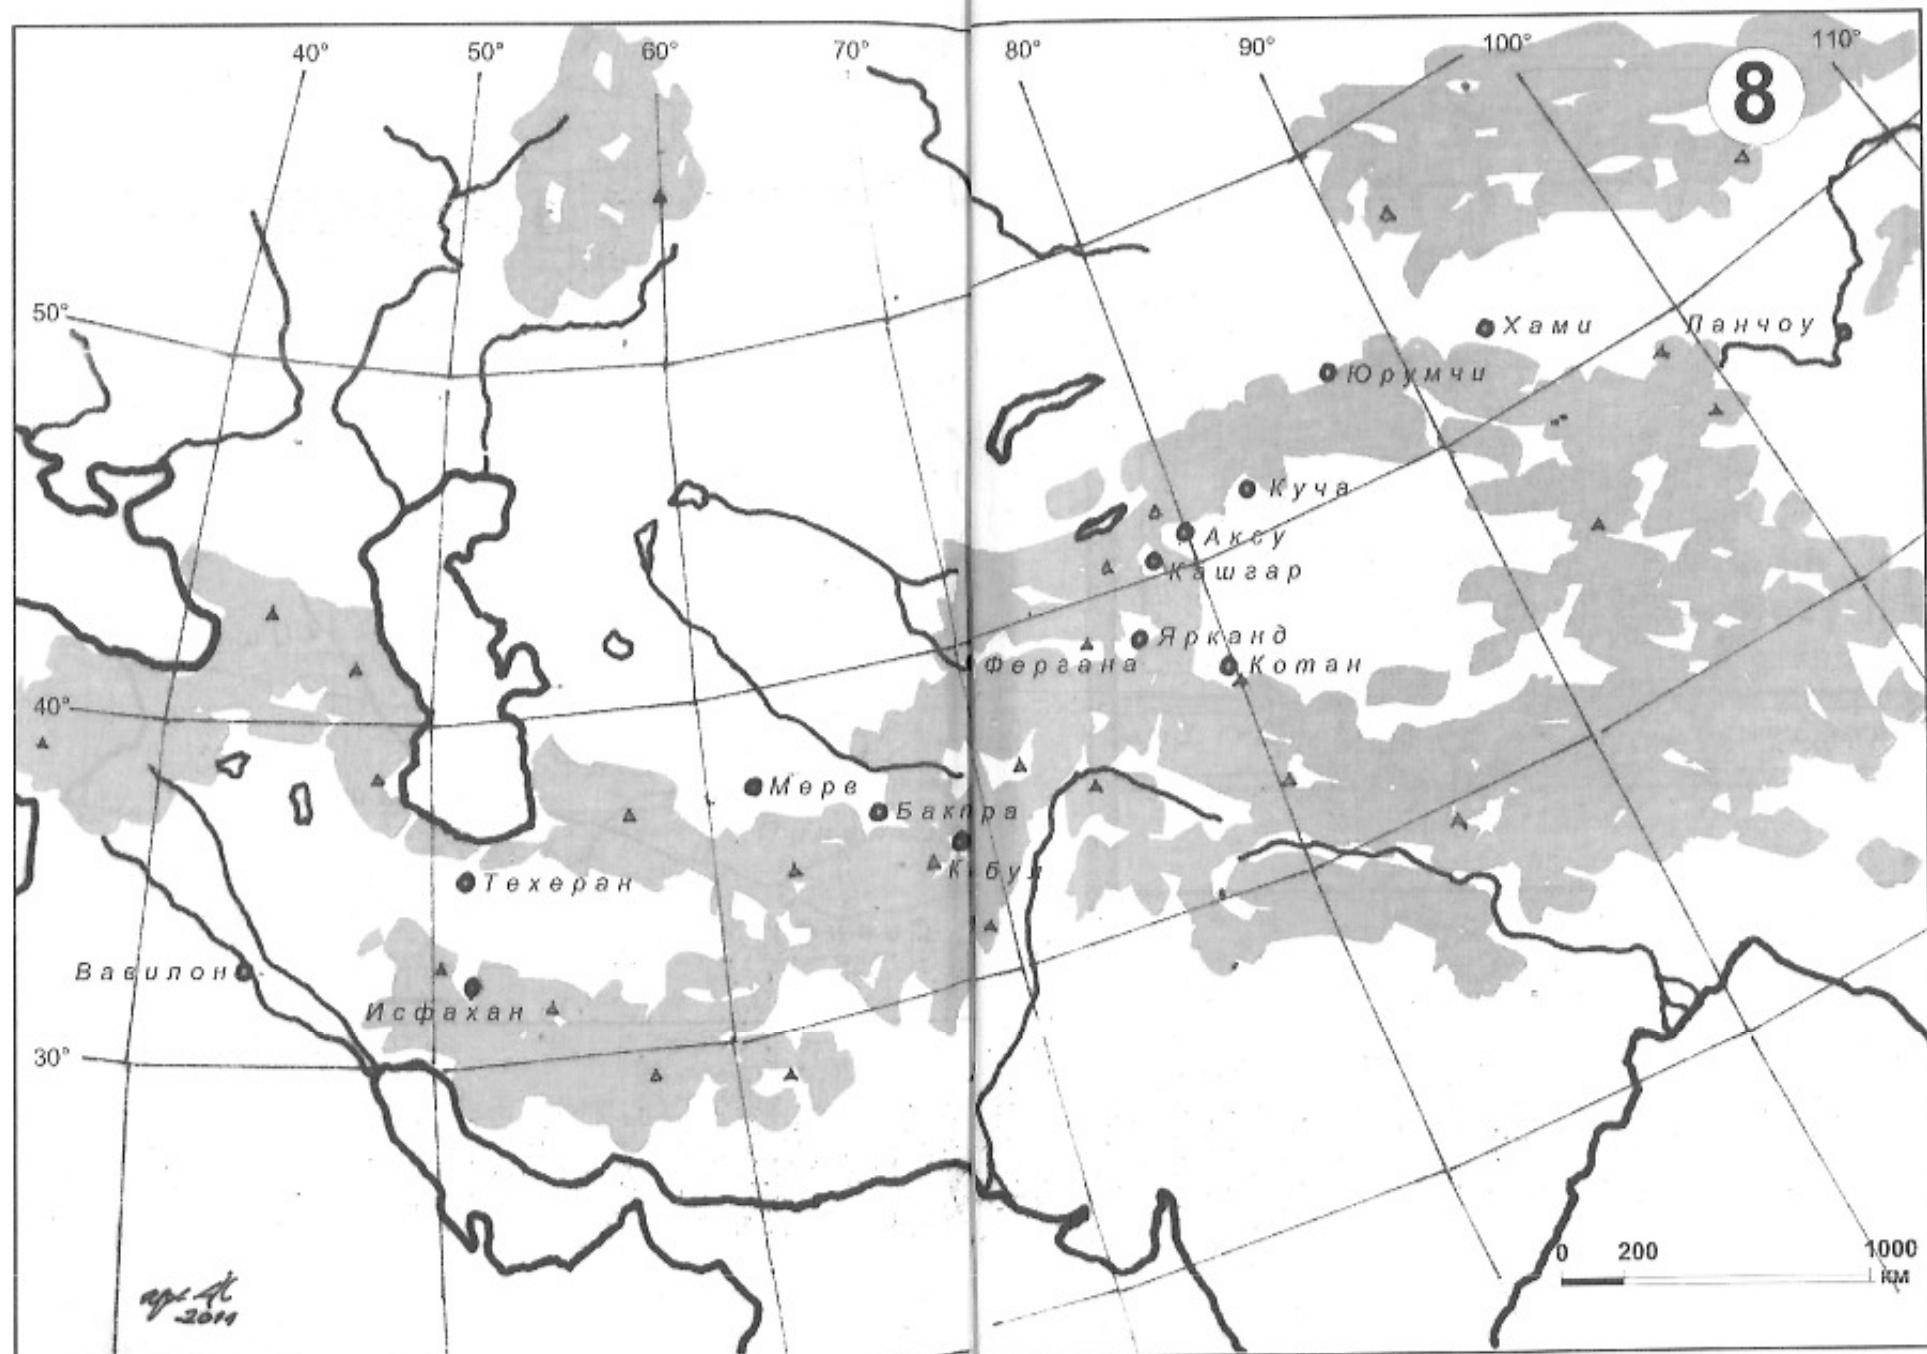 40° 50° 60° 70° 80° 90° 100° 110°
8
50°
Хами
Ланчоу
Юрумчи
Куча
Аксу
Кашгар
Ярканд
Фергана
Котан
40°
Мерв
Бактра
Кабул
Техеран
Вавилон
Исфахан
30°
0 200 1000
км
2011